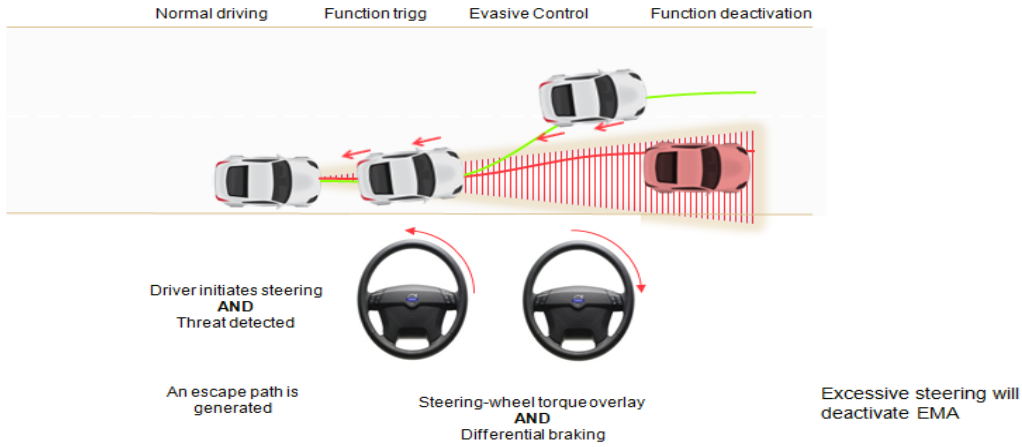 Normal driving
Function trigg
Evasive Control
Function deactivation
Driver initiates steering
AND
Threat detected
An escape path is
generated
Steering-wheel torque overlay
AND
Differential braking
Excessive steering will
deactivate EMA